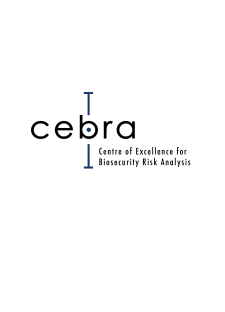 cebra
Centre of Excellence for
Biosecurity Risk Analysis